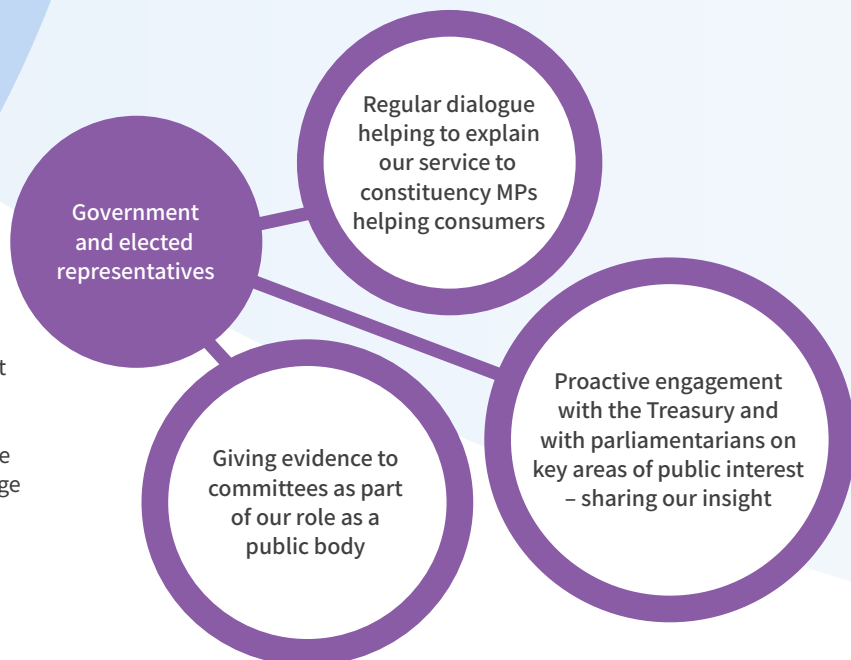 Government
and elected
representatives
Regular dialogue
helping to explain
our service to
constituency MPs
helping consumers
Proactive engagement
with the Treasury and
with parliamentarians on
key areas of public interest
– sharing our insight
Giving evidence to
committees as part
of our role as a
public body